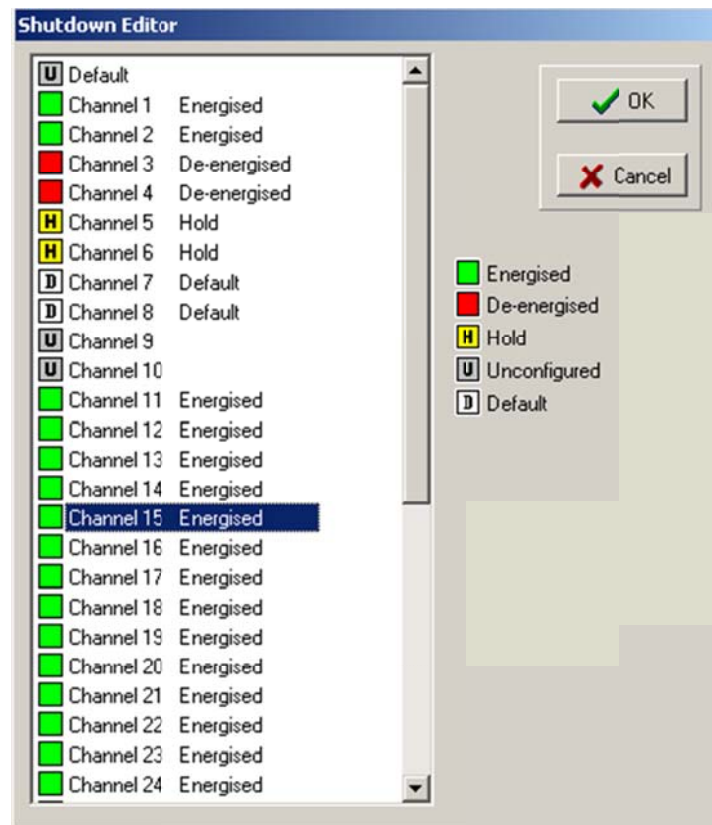 Shutdown Editor
U Default
Channel 1 Energised
Channel 2 Energised
Channel 3 De-energised
Channel 4 De-energised
H Channel 5 Hold
H Channel 6 Hold
D Channel 7 Default
D Channel 8 Default
U Channel 9
U Channel 10
Channel 11 Energised
Channel 12 Energised
Channel 13 Energised
Channel 14 Energised
Channel 15 Energised
Channel 16 Energised
Channel 17 Energised
Channel 18 Energised
Channel 19 Energised
Channel 20 Energised
Channel 21 Energised
Channel 22 Energised
Channel 23 Energised
Channel 24 Energised
OK
Cancel
Energised
De-energised
H Hold
U Unconfigured
D Default